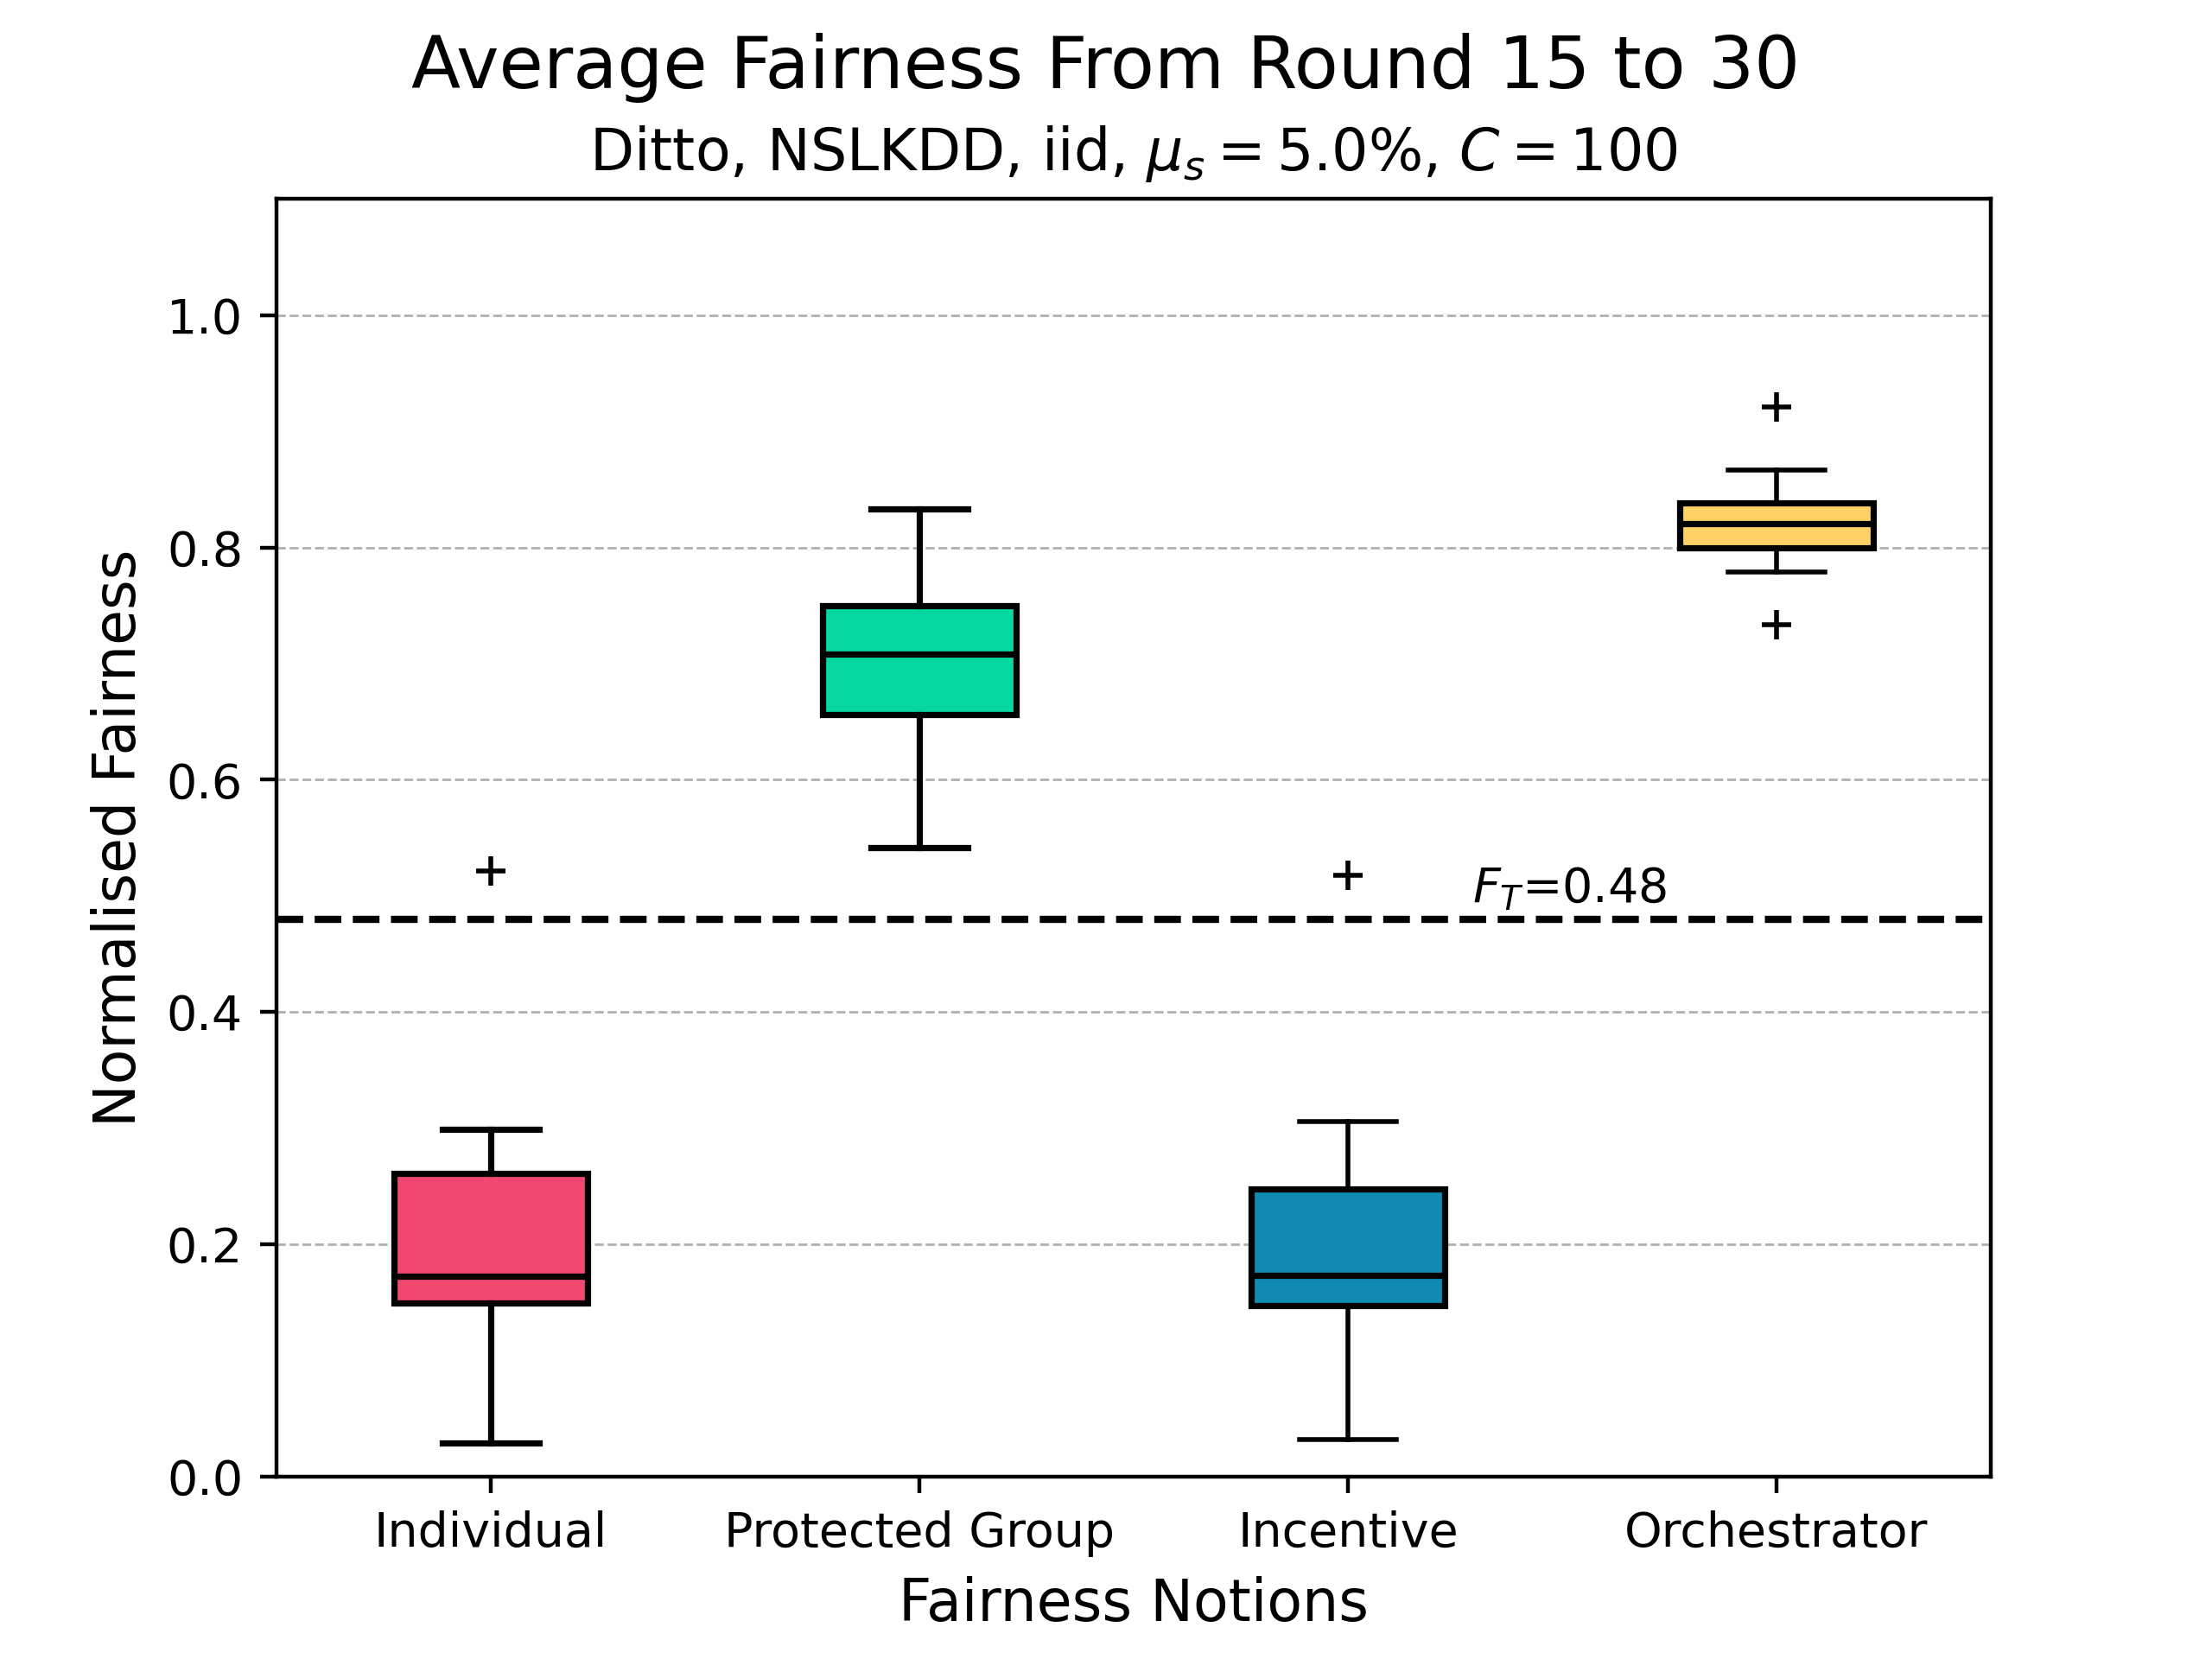 Average Fairness From Round 15 to 30
Ditto, NSLKDD, iid, μₛ = 5.0%, C = 100
Normalised Fairness
1.0
0.8
0.6
0.4
0.2
0.0
F_T=0.48
Individual
Protected Group
Incentive
Orchestrator
Fairness Notions